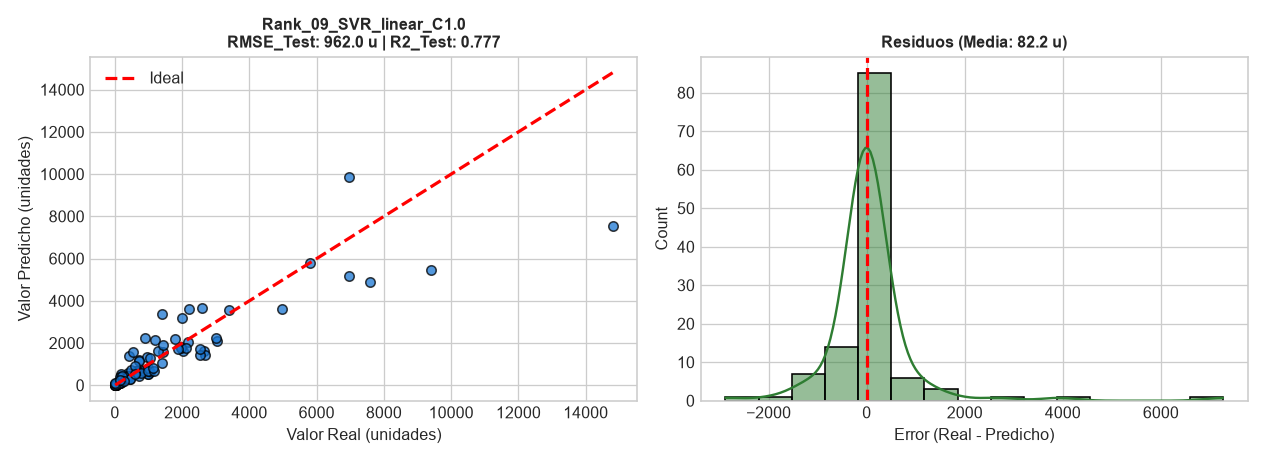 Rank_09_SVR_linear_C1.0
RMSE_Test: 962.0 u | R2_Test: 0.777
Ideal
Valor Predicho (unidades)
14000
12000
10000
8000
6000
4000
2000
0
0 2000 4000 6000 8000 10000 12000 14000
Valor Real (unidades)
Residuos (Media: 82.2 u)
Count
80
70
60
50
40
30
20
10
0
−2000 0 2000 4000 6000
Error (Real - Predicho)